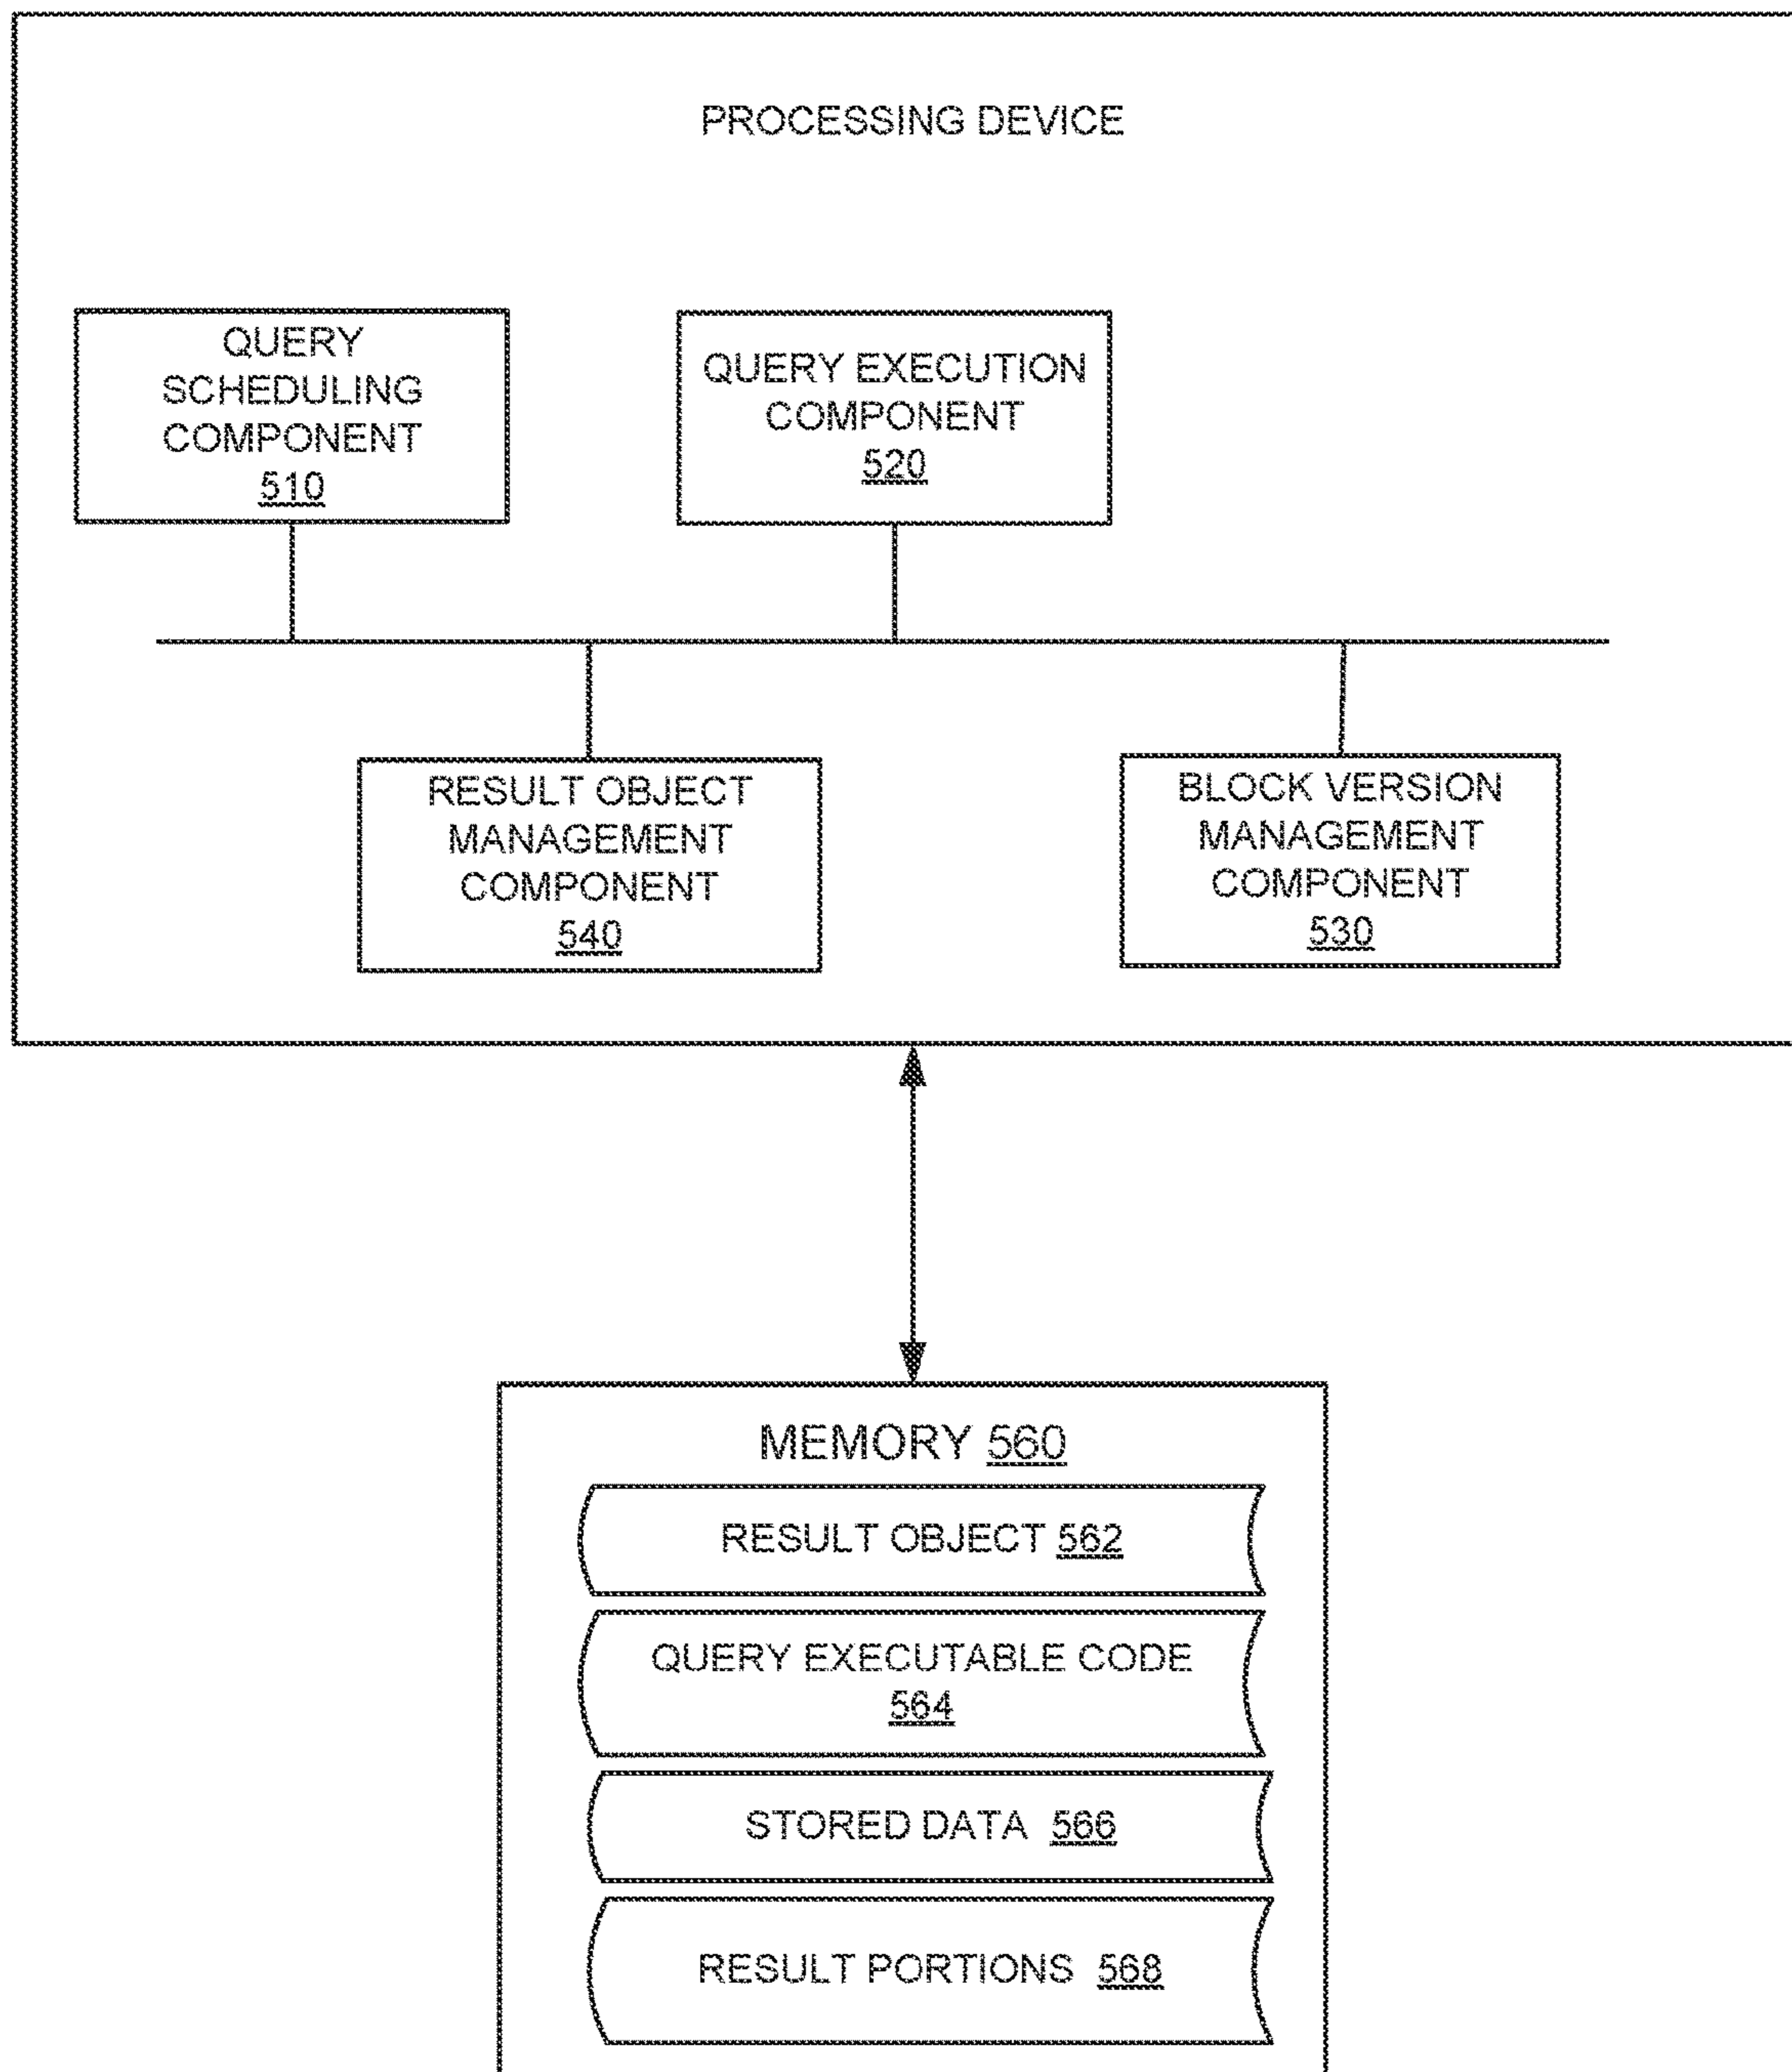 PROCESSING DEVICE
QUERY
SCHEDULING
COMPONENT
510
QUERY EXECUTION
COMPONENT
520
RESULT OBJECT
MANAGEMENT
COMPONENT
540
BLOCK VERSION
MANAGEMENT
COMPONENT
530
MEMORY 560
RESULT OBJECT 562
QUERY EXECUTABLE CODE
564
STORED DATA 566
RESULT PORTIONS 568